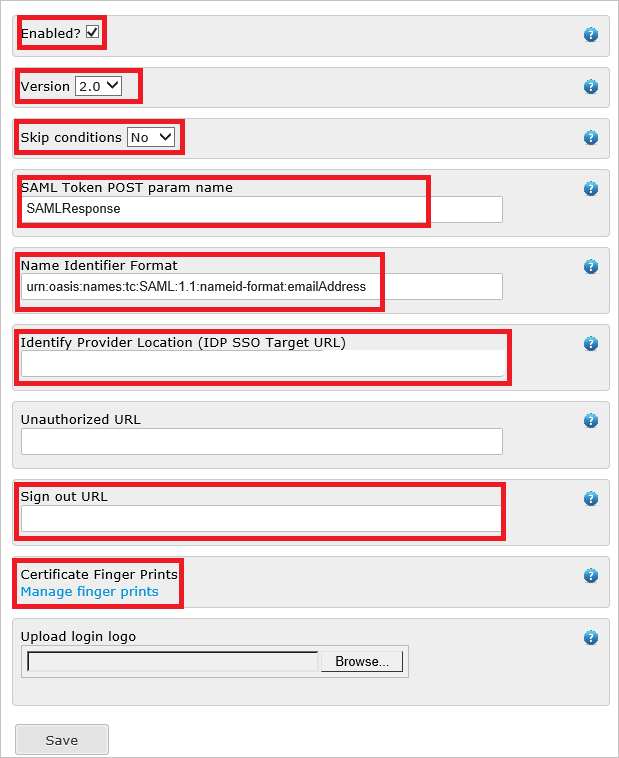 Enabled?
Version 2.0
Skip conditions No
SAML Token POST param name
SAMLResponse
Name Identifier Format
urn:oasis:names:tc:SAML:1.1:nameid-format:emailAddress
Identify Provider Location (IDP SSO Target URL)
Unauthorized URL
Sign out URL
Certificate Finger Prints
Manage finger prints
Upload login logo
Browse...
Save